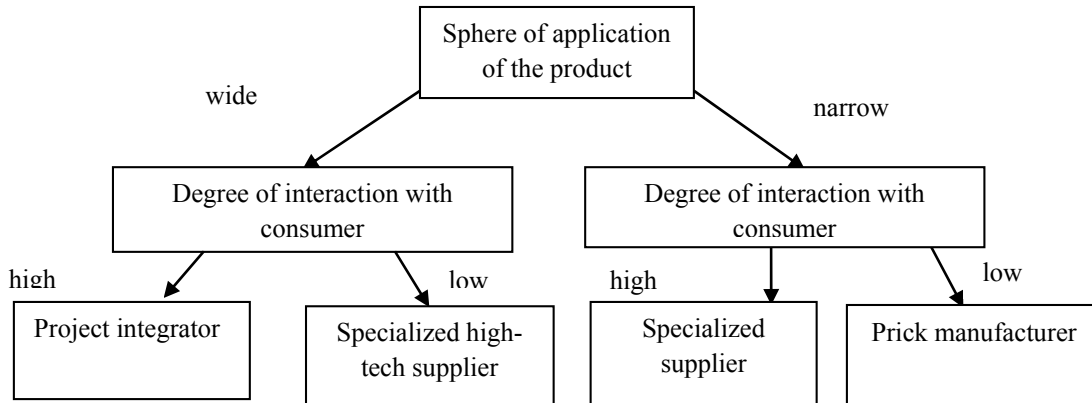 Sphere of application
of the product
wide
narrow
Degree of interaction with
consumer
Degree of interaction with
consumer
high
low
high
low
Project integrator
Specialized high-
tech supplier
Specialized
supplier
Prick manufacturer